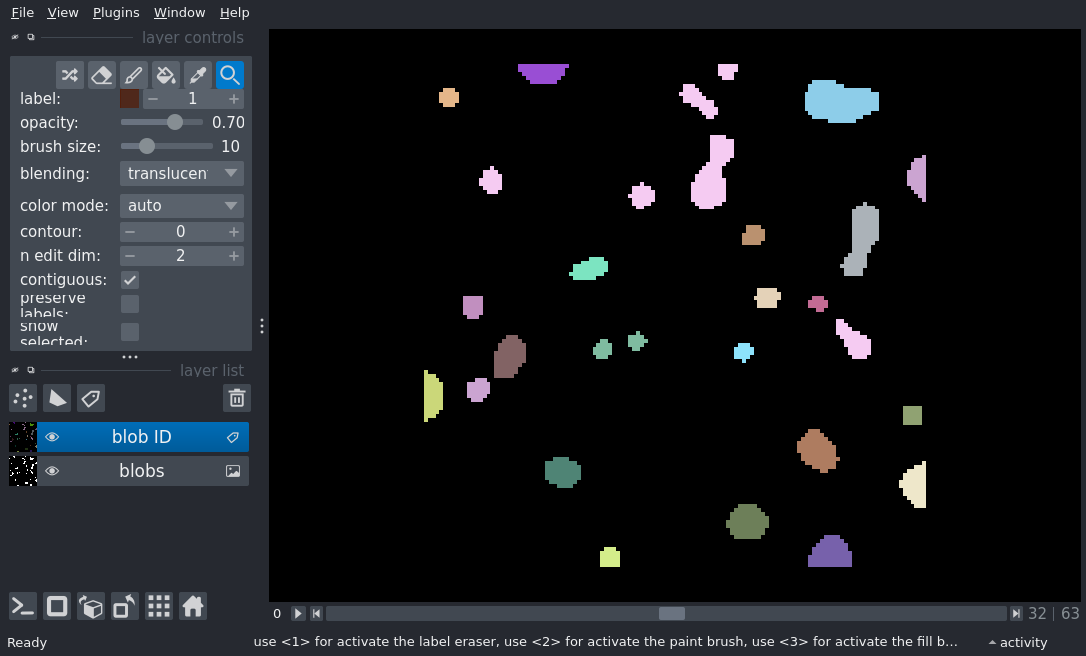 File View Plugins Window Help
layer controls
label: 1
opacity: 0.70
brush size: 10
blending: translucen
color mode: auto
contour: 0
n edit dim: 2
contiguous:
preserve
labels:
show
selected:
layer list
blob ID
blobs
0 32 | 63
Ready use <1> for activate the label eraser, use <2> for activate the paint brush, use <3> for activate the fill b... activity